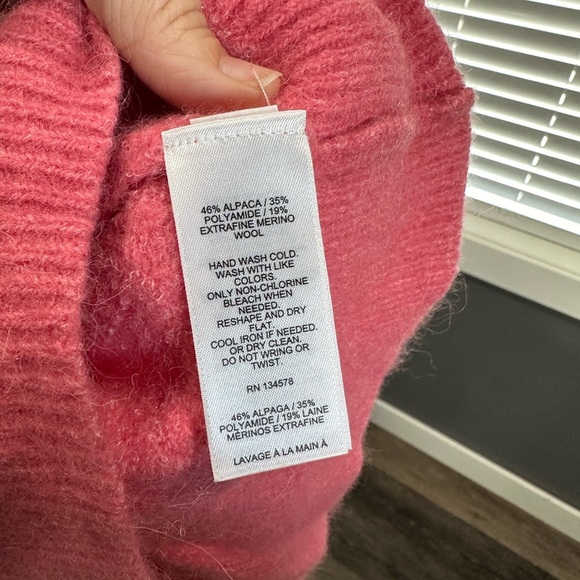 46% ALPACA / 35%
POLYAMIDE / 19%
EXTRAFINE MERINO
WOOL
HAND WASH COLD.
WASH WITH LIKE
COLORS.
ONLY NON-CHLORINE
BLEACH WHEN
NEEDED.
RESHAPE AND DRY
FLAT.
COOL IRON IF NEEDED.
OR DRY CLEAN.
DO NOT WRING OR
TWIST.
RN 134578
46% ALPAGA / 35%
POLYAMIDE / 19% LAINE
MÉRINOS EXTRAFINE
LAVAGE À LA MAIN À